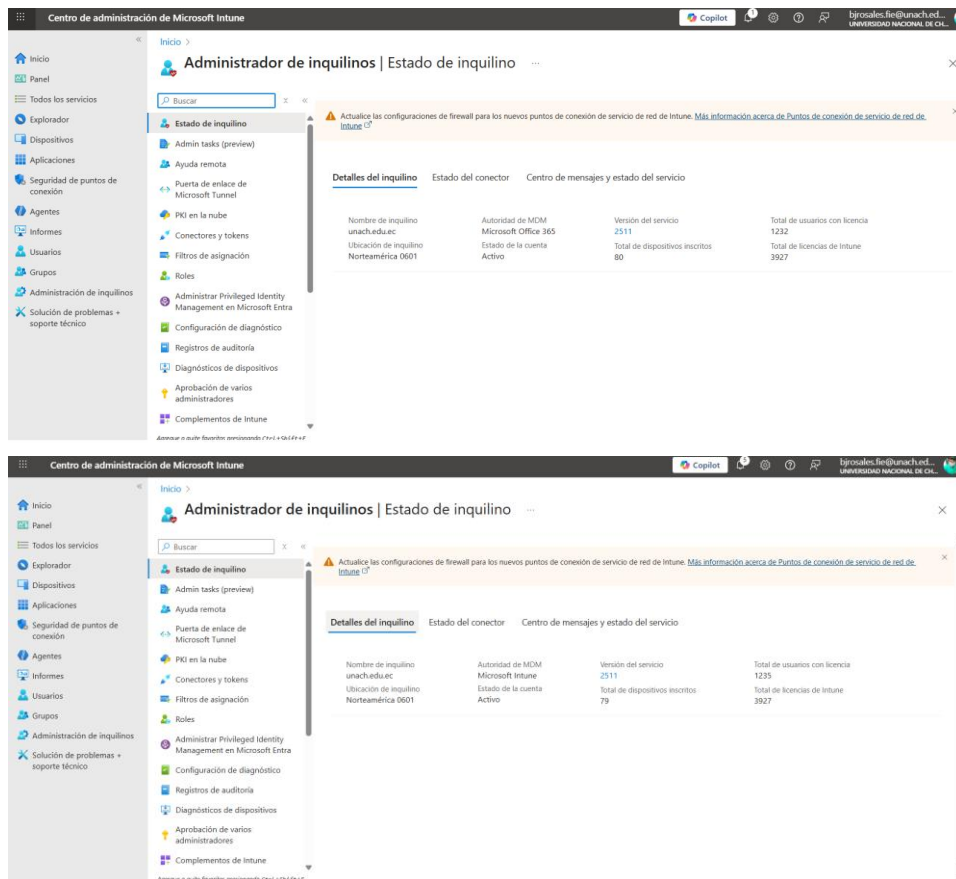 Centro de administración de Microsoft Intune
Copilot
1
bjrosales.fie@unach.ed...
UNIVERSIDAD NACIONAL DE CH...
Inicio
Panel
Todos los servicios
Explorador
Dispositivos
Aplicaciones
Seguridad de puntos de
conexión
Agentes
Informes
Usuarios
Grupos
Administración de inquilinos
Solución de problemas +
soporte técnico
Inicio >
Administrador de inquilinos | Estado de inquilino ...
Buscar
Estado de inquilino
Admin tasks (preview)
Ayuda remota
Puerta de enlace de
Microsoft Tunnel
PKI en la nube
Conectores y tokens
Filtros de asignación
Roles
Administrar Privileged Identity
Management en Microsoft Entra
Configuración de diagnóstico
Registros de auditoría
Diagnósticos de dispositivos
Aprobación de varios
administradores
Complementos de Intune
Agregue o quite favoritos presionando Ctrl+Shift+F
Actualice las configuraciones de firewall para los nuevos puntos de conexión de servicio de red de Intune. Más información acerca de Puntos de conexión de servicio de red de
Intune
Detalles del inquilino Estado del conector Centro de mensajes y estado del servicio
Nombre de inquilino Autoridad de MDM Versión del servicio Total de usuarios con licencia
unach.edu.ec Microsoft Office 365 2511 1232
Ubicación de inquilino Estado de la cuenta Total de dispositivos inscritos Total de licencias de Intune
Norteamérica 0601 Activo 80 3927
Centro de administración de Microsoft Intune
Copilot
bjrosales.fie@unach.ed...
UNIVERSIDAD NACIONAL DE CH...
Inicio
Panel
Todos los servicios
Explorador
Dispositivos
Aplicaciones
Seguridad de puntos de
conexión
Agentes
Informes
Usuarios
Grupos
Administración de inquilinos
Solución de problemas +
soporte técnico
Inicio >
Administrador de inquilinos | Estado de inquilino ...
Buscar
Estado de inquilino
Admin tasks (preview)
Ayuda remota
Puerta de enlace de
Microsoft Tunnel
PKI en la nube
Conectores y tokens
Filtros de asignación
Roles
Administrar Privileged Identity
Management en Microsoft Entra
Configuración de diagnóstico
Registros de auditoría
Diagnósticos de dispositivos
Aprobación de varios
administradores
Complementos de Intune
Actualice las configuraciones de firewall para los nuevos puntos de conexión de servicio de red de Intune. Más información acerca de Puntos de conexión de servicio de red de
Intune
Detalles del inquilino Estado del conector Centro de mensajes y estado del servicio
Nombre de inquilino Autoridad de MDM Versión del servicio Total de usuarios con licencia
unach.edu.ec Microsoft Intune 2511 1235
Ubicación de inquilino Estado de la cuenta Total de dispositivos inscritos Total de licencias de Intune
Norteamérica 0601 Activo 79 3927